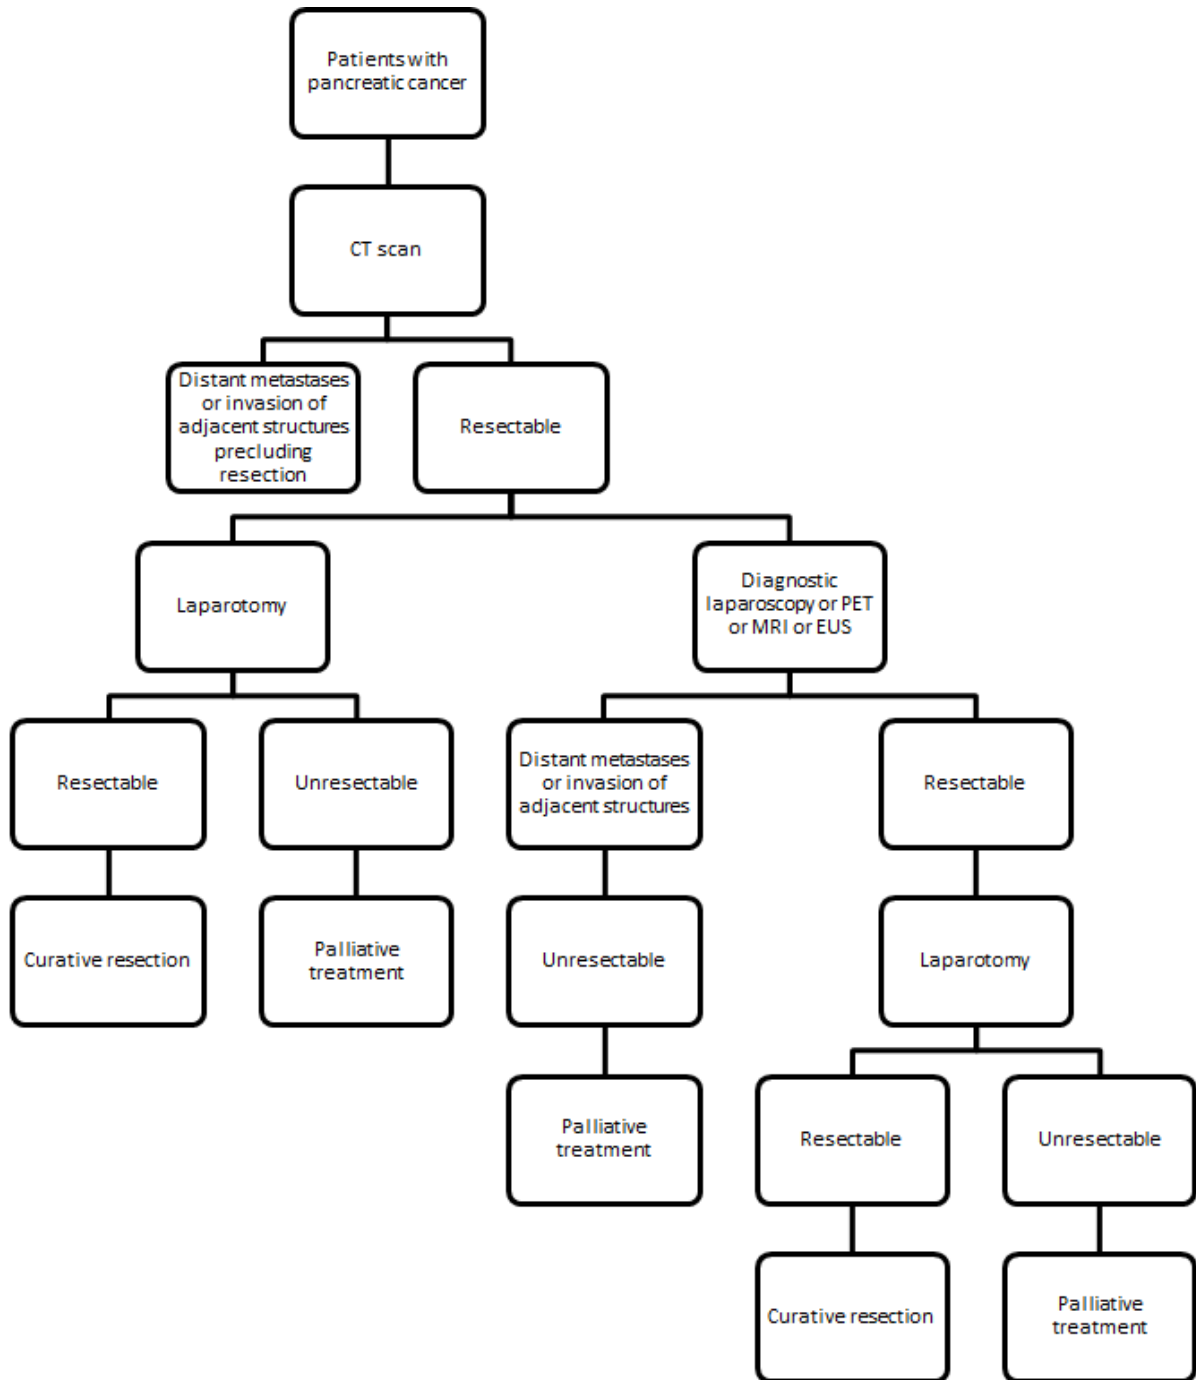 Patients with
pancreatic cancer
CT scan
Distant metastases
or invasion of
adjacent structures
precluding
resection
Resectable
Laparotomy
Diagnostic
laparoscopy or PET
or MRI or EUS
Resectable
Unresectable
Distant metastases
or invasion of
adjacent structures
Resectable
Curative resection
Palliative
treatment
Unresectable
Laparotomy
Palliative
treatment
Resectable
Unresectable
Curative resection
Palliative
treatment